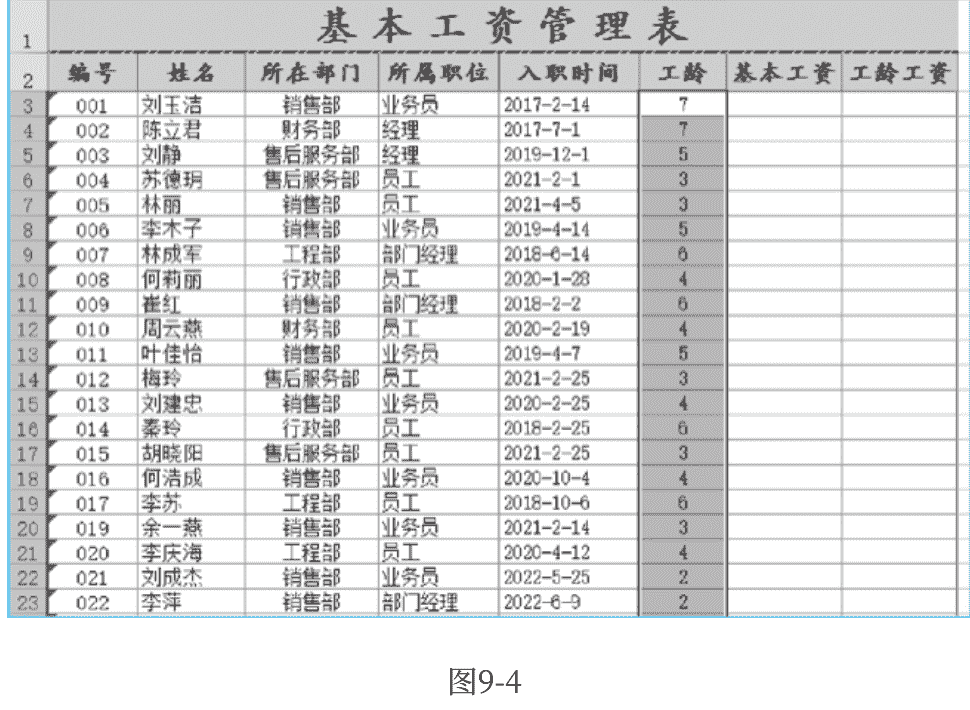 基本工资管理表
1
2 编号 姓名 所在部门 所属职位 入职时间 工龄 基本工资 工龄工资
3 001 刘玉洁 销售部 业务员 2017-2-14 7
4 002 陈立君 财务部 经理 2017-7-1 7
5 003 刘静 售后服务部 经理 2019-12-1 5
6 004 苏德玥 售后服务部 员工 2021-2-1 3
7 005 林丽 销售部 员工 2021-4-5 3
8 006 李木子 销售部 业务员 2019-4-14 5
9 007 林成军 工程部 部门经理 2018-6-14 6
10 008 何莉丽 行政部 员工 2020-1-28 4
11 009 崔红 销售部 部门经理 2018-2-2 6
12 010 周云燕 财务部 员工 2020-2-19 4
13 011 叶佳怡 销售部 业务员 2019-4-7 5
14 012 梅玲 售后服务部 员工 2021-2-25 3
15 013 刘建忠 销售部 业务员 2020-2-25 4
16 014 秦玲 行政部 员工 2018-2-25 6
17 015 胡晓阳 售后服务部 员工 2021-2-25 3
18 016 何浩成 销售部 业务员 2020-10-4 4
19 017 李苏 工程部 员工 2018-10-6 6
20 019 余一燕 销售部 业务员 2021-2-14 3
21 020 李庆海 工程部 员工 2020-4-12 4
22 021 刘成杰 销售部 业务员 2022-5-25 2
23 022 李萍 销售部 部门经理 2022-6-9 2
图9-4